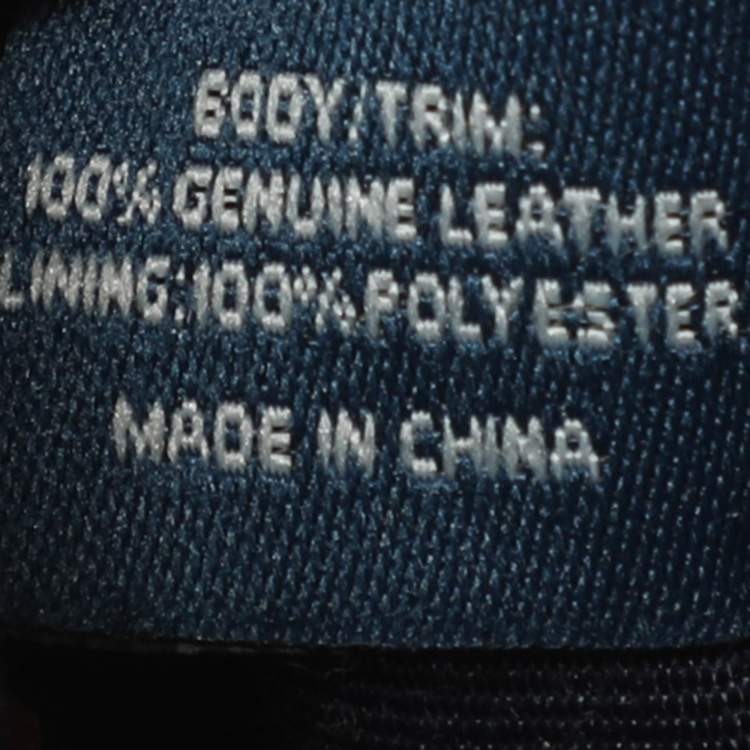 BODY/TRIM:
100% GENUINE LEATHER
LINING:100%POLYESTER
MADE IN CHINA